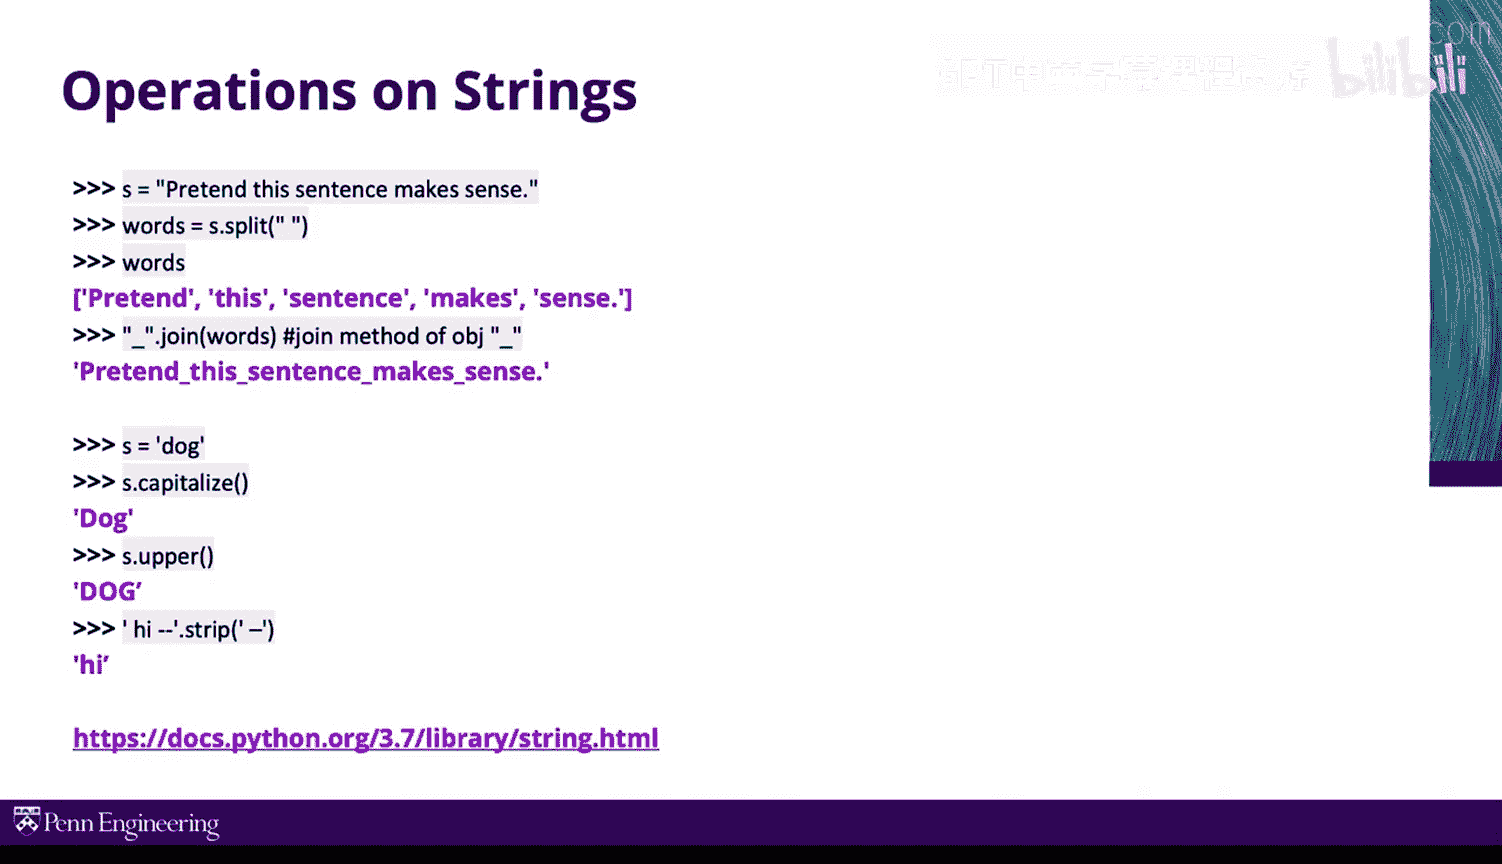 Operations on Strings
>>> s = "Pretend this sentence makes sense."
>>> words = s.split(" ")
>>> words
['Pretend', 'this', 'sentence', 'makes', 'sense.']
>>> "_".join(words) #join method of obj "_"
'Pretend_this_sentence_makes_sense.'
>>> s = 'dog'
>>> s.capitalize()
'Dog'
>>> s.upper()
'DOG’
>>> ' hi --'.strip(' –')
'hi’
https://docs.python.org/3.7/library/string.html
Penn Engineering
bilibili
.com